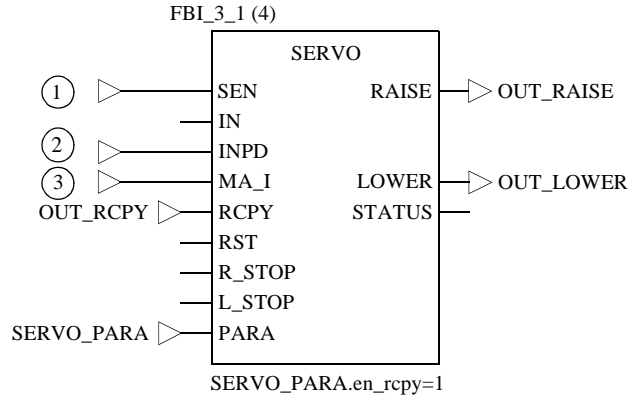 FBI_3_1 (4)
SERVO
1 SEN RAISE OUT_RAISE
IN
2 INPD
3 MA_I LOWER OUT_LOWER
OUT_RCPY RCPY STATUS
RST
R_STOP
L_STOP
SERVO_PARA PARA
SERVO_PARA.en_rcpy=1